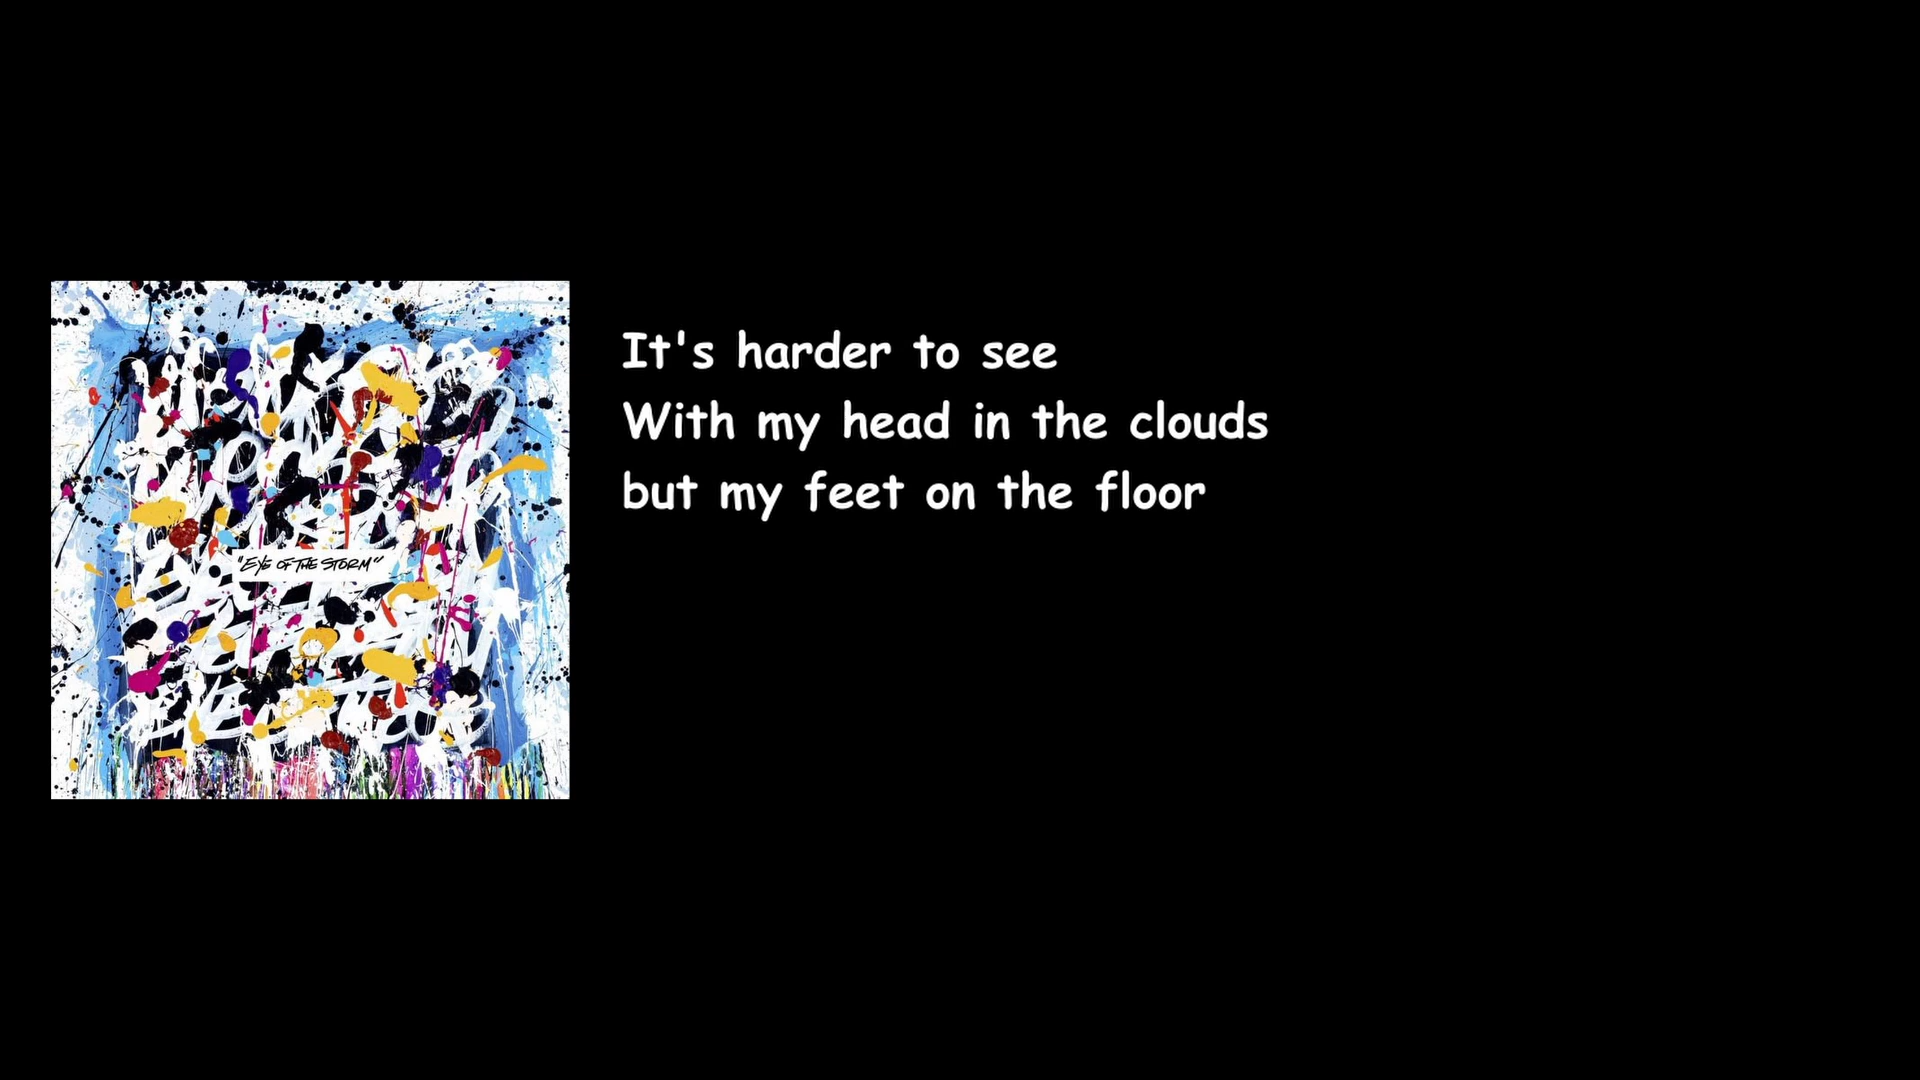 "EYE OF THE STORM"
It's harder to see
With my head in the clouds
but my feet on the floor